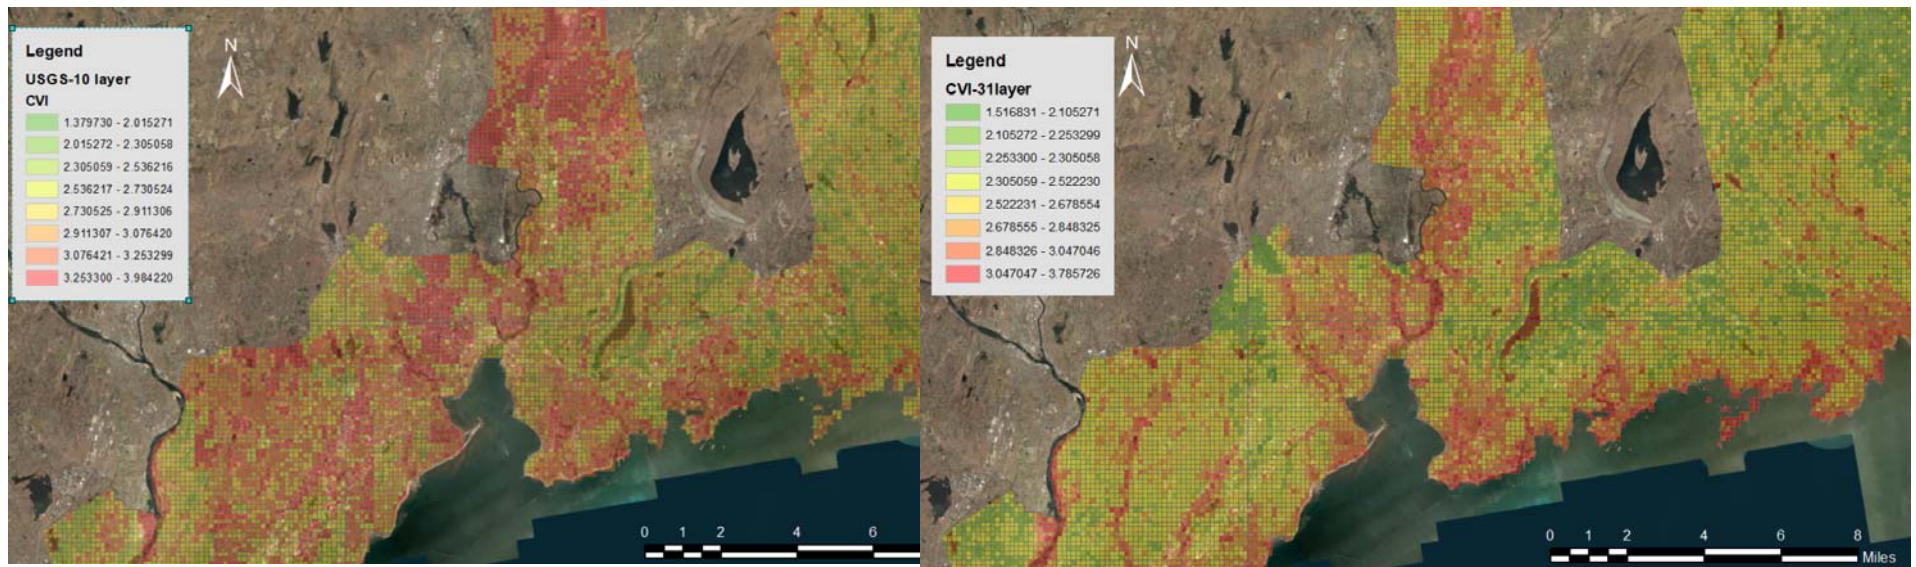 Legend
USGS-10 layer
CVI
1.379730 - 2.015271
2.015272 - 2.305058
2.305059 - 2.536216
2.536217 - 2.730524
2.730525 - 2.911306
2.911307 - 3.076420
3.076421 - 3.253299
3.253300 - 3.984220
N
0 1 2 4 6
Legend
CVI-31layer
1.516831 - 2.105271
2.105272 - 2.253299
2.253300 - 2.305058
2.305059 - 2.522230
2.522231 - 2.678554
2.678555 - 2.848325
2.848326 - 3.047046
3.047047 - 3.785726
N
0 1 2 4 6 8
Miles